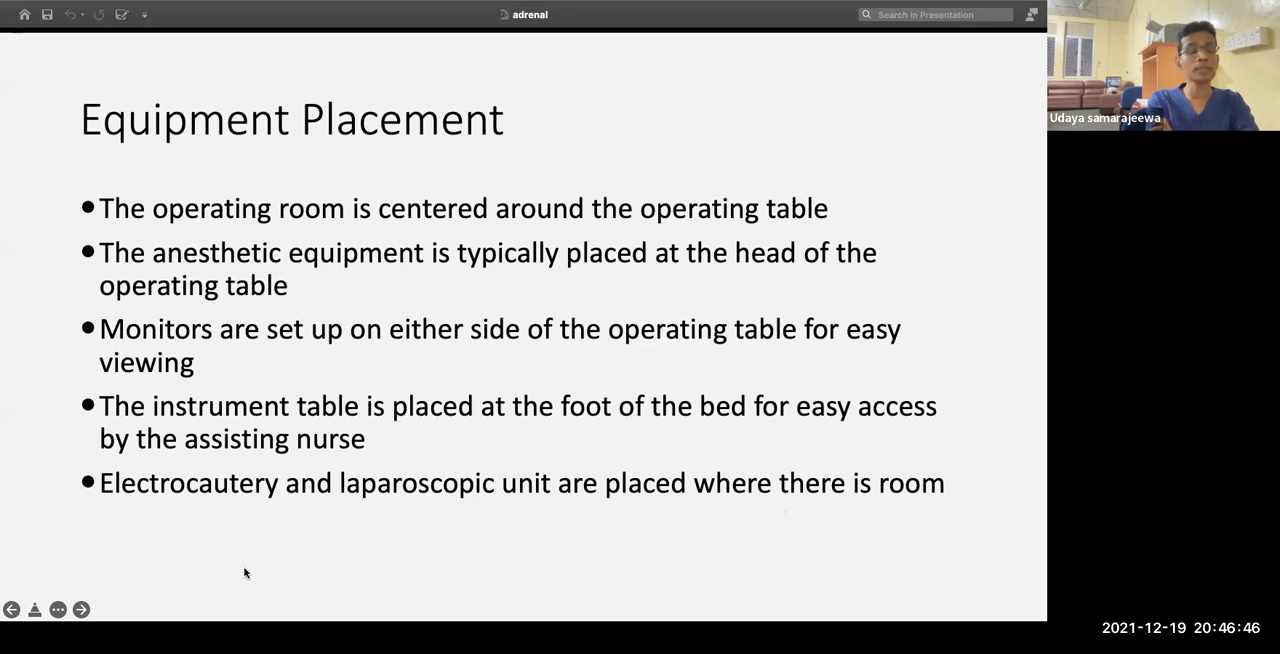 adrenal
Search in Presentation
Equipment Placement
•The operating room is centered around the operating table
•The anesthetic equipment is typically placed at the head of the
operating table
•Monitors are set up on either side of the operating table for easy
viewing
•The instrument table is placed at the foot of the bed for easy access
by the assisting nurse
•Electrocautery and laparoscopic unit are placed where there is room
Udaya samarajeewa
2021-12-19 20:46:46